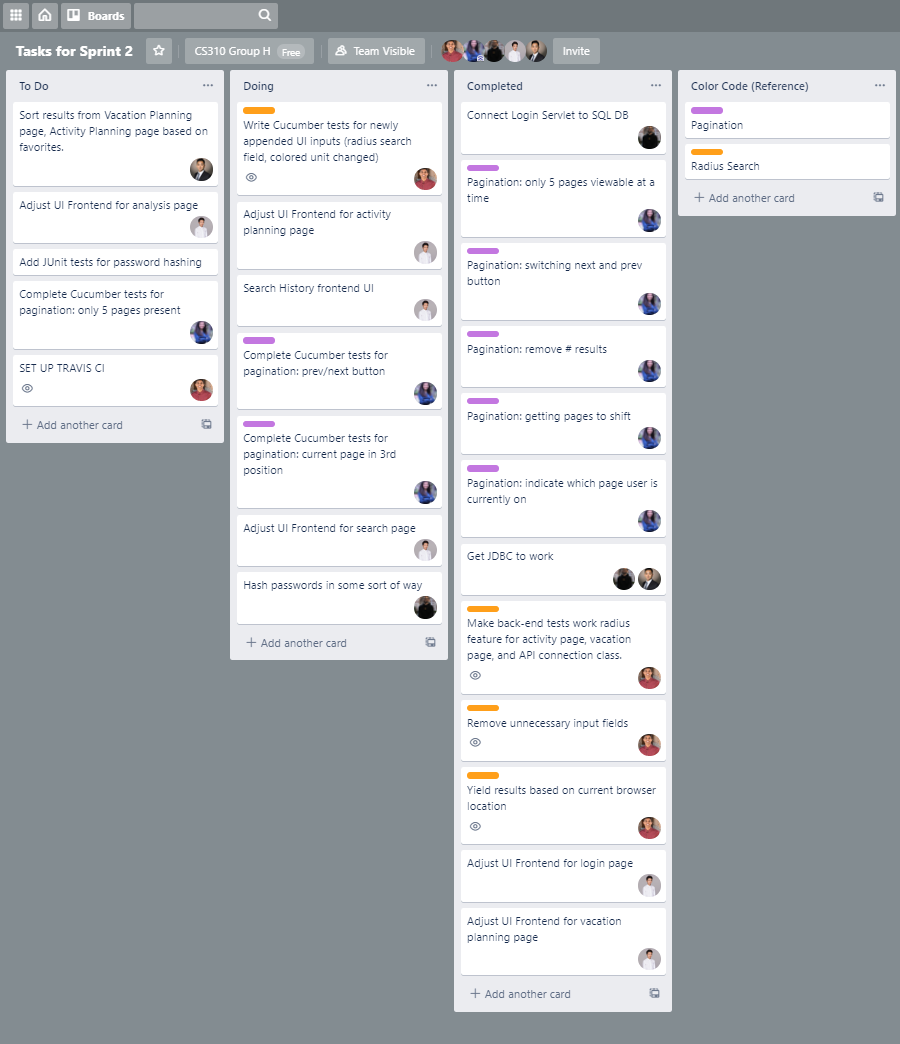 Boards
Tasks for Sprint 2
CS310 Group H Free
Team Visible
Invite
To Do
Sort results from Vacation Planning
page, Activity Planning page based on
favorites.
Adjust UI Frontend for analysis page
Add JUnit tests for password hashing
Complete Cucumber tests for
pagination: only 5 pages present
SET UP TRAVIS CI
Add another card
Doing
Write Cucumber tests for newly
appended UI inputs (radius search
field, colored unit changed)
Adjust UI Frontend for activity
planning page
Search History frontend UI
Complete Cucumber tests for
pagination: prev/next button
Complete Cucumber tests for
pagination: current page in 3rd
position
Adjust UI Frontend for search page
Hash passwords in some sort of way
Add another card
Completed
Connect Login Servlet to SQL DB
Pagination: only 5 pages viewable at a
time
Pagination: switching next and prev
button
Pagination: remove # results
Pagination: getting pages to shift
Pagination: indicate which page user is
currently on
Get JDBC to work
Make back-end tests work radius
feature for activity page, vacation
page, and API connection class.
Remove unnecessary input fields
Yield results based on current browser
location
Adjust UI Frontend for login page
Adjust UI Frontend for vacation
planning page
Add another card
Color Code (Reference)
Pagination
Radius Search
Add another card